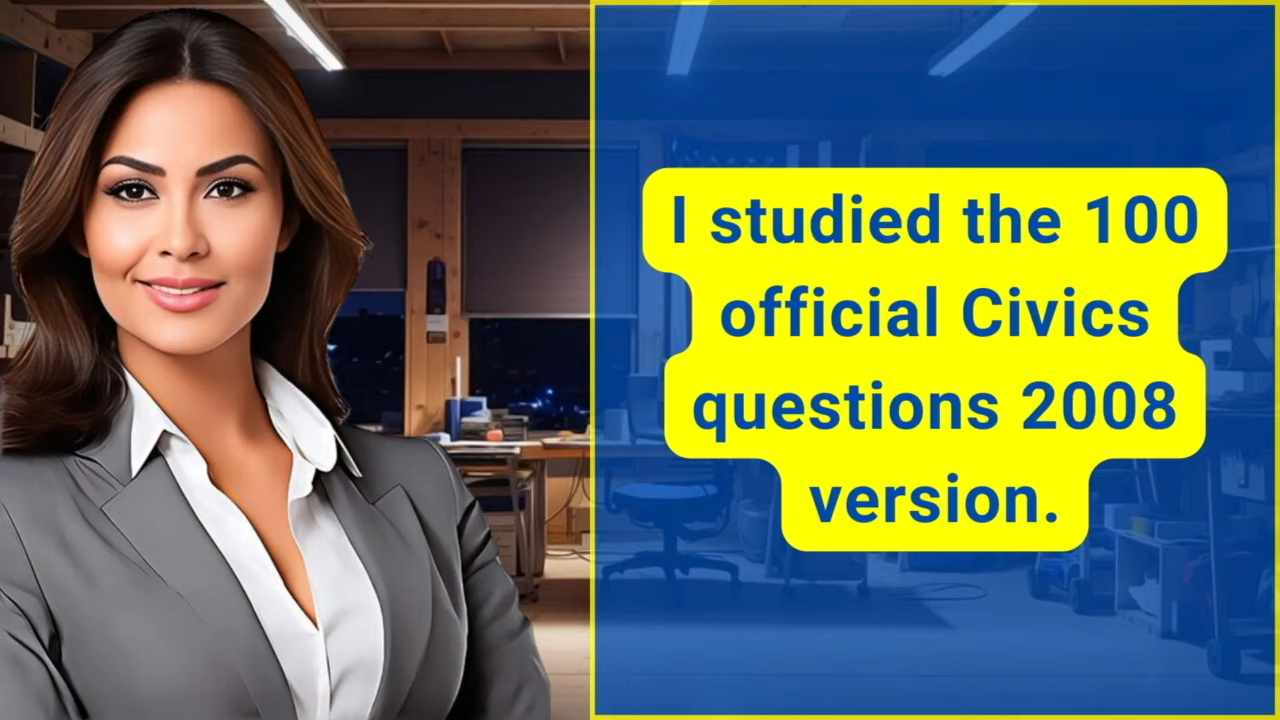 I studied the 100
official Civics
questions 2008
version.